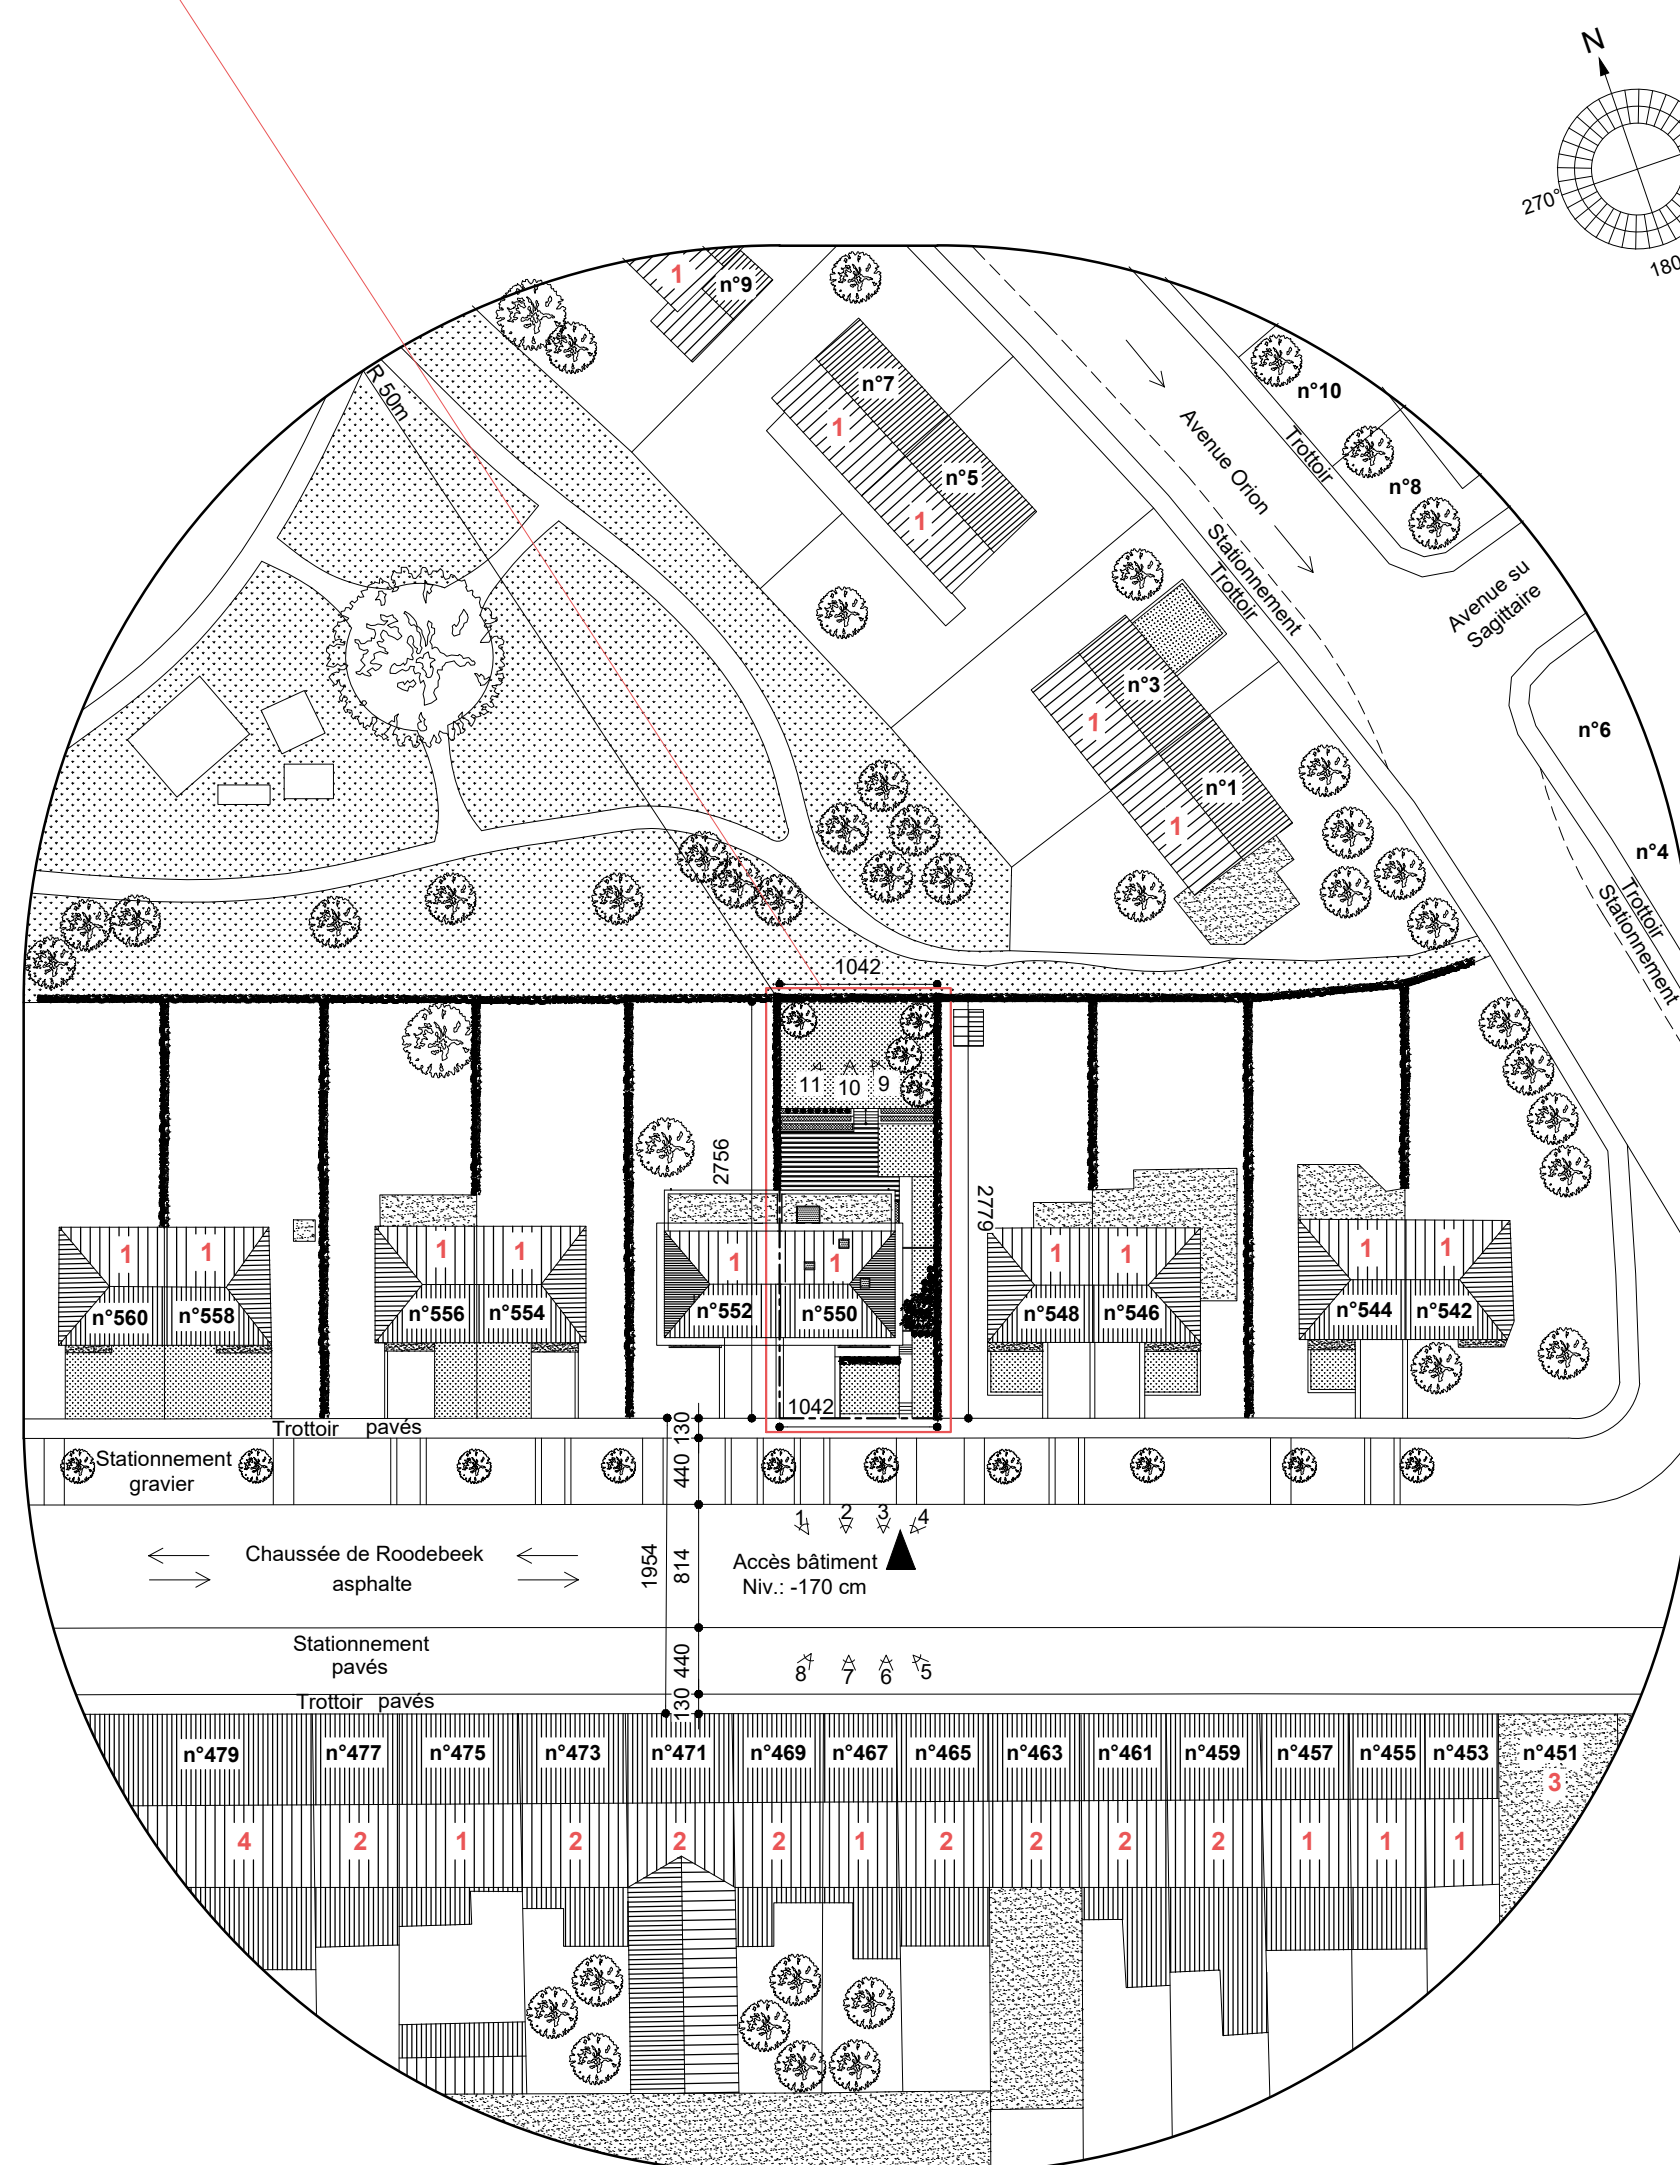 N
270°
180
1
n°9
R 50m
n°7
1
n°5
1
n°10
Trottoir
n°8
Avenue Orion
Stationnement
Trottoir
Avenue su
Sagittaire
n°3
1
n°1
1
n°6
n°4
Trottoir
Stationnement
1042
11
10
9
2756
2779
1
1
n°560
n°558
1
1
n°556
n°554
1
1
n°552
n°550
1
1
n°548
n°546
1
1
n°544
n°542
1042
Trottoir pavés
130
Stationnement
gravier
440
1
2
3
4
Chaussée de Roodebeek
asphalte
1954
814
Accès bâtiment
Niv.: -170 cm
Stationnement
pavés
440
8
7
6
5
Trottoir pavés
130
n°479
n°477
n°475
n°473
n°471
n°469
n°467
n°465
n°463
n°461
n°459
n°457
n°455
n°453
n°451
3
4
2
1
2
2
2
1
2
2
2
2
1
1
1